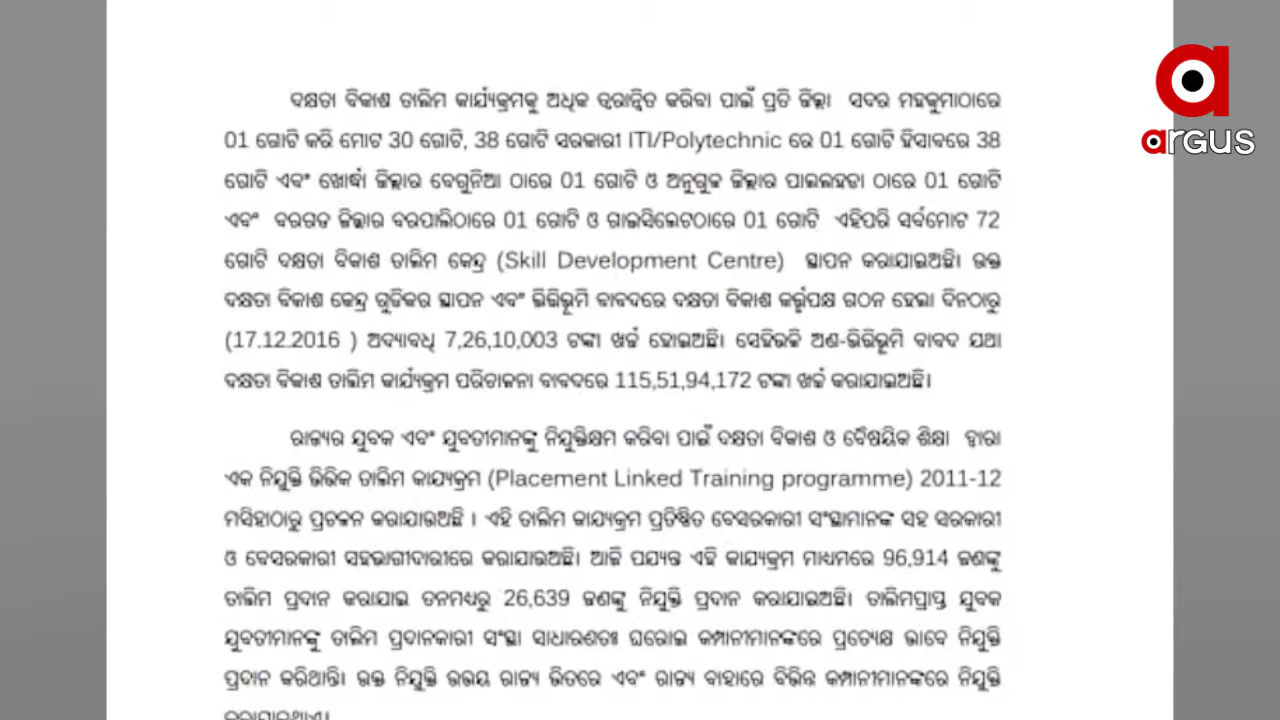 ଦକ୍ଷତା ବିକାଶ ତାଲିମ କାର୍ଯ୍ୟକ୍ରମକୁ ଅଧିକ ତ୍ୱରାନ୍ୱିତ କରିବା ପାଇଁ ପ୍ରତି ଜିଲ୍ଲା ସଦର ମହକୁମାଠାରେ
01 ଗୋଟି କରି ମୋଟ 30 ଗୋଟି, 38 ଗୋଟି ସରକାରୀ ITI/Polytechnic ରେ 01 ଗୋଟି ହିସାବରେ 38
ଗୋଟି ଏବଂ ଖୋର୍ଦ୍ଧା ଜିଲ୍ଲାର ବେଗୁନିଆ ଠାରେ 01 ଗୋଟି ଓ ଅନୁଗୁଳ ଜିଲ୍ଲାର ପାଇଲହଡା ଠାରେ 01 ଗୋଟି
ଏବଂ ବରଗଡ ଜିଲ୍ଲାର ବରପାଲିଠାରେ 01 ଗୋଟି ଓ ଗାଇସିଲେଟଠାରେ 01 ଗୋଟି ଏହିପରି ସର୍ବମୋଟ 72
ଗୋଟି ଦକ୍ଷତା ବିକାଶ ତାଲିମ କେନ୍ଦ୍ର (Skill Development Centre) ସ୍ଥାପନ କରାଯାଇଅଛି। ଉକ୍ତ
ଦକ୍ଷତା ବିକାଶ କେନ୍ଦ୍ର ଗୁଡିକର ସ୍ଥାପନ ଏବଂ ଭିତ୍ତିଭୂମି ବାବଦରେ ଦକ୍ଷତା ବିକାଶ କର୍ତ୍ତୃପକ୍ଷ ଗଠନ ହେଲା ଦିନଠାରୁ
(17.12.2016 ) ଅଦ୍ୟାବଧି 7,26,10,003 ଟଙ୍କା ଖର୍ଚ୍ଚ ହୋଇଅଛି। ସେହିଭଳି ଅଣ-ଭିତ୍ତିଭୂମି ବାବଦ ଯଥା
ଦକ୍ଷତା ବିକାଶ ତାଲିମ କାର୍ଯ୍ୟକ୍ରମ ପରିଚାଳନା ବାବଦରେ 115,51,94,172 ଟଙ୍କା ଖର୍ଚ୍ଚ କରାଯାଇଅଛି।
ରାଜ୍ୟର ଯୁବକ ଏବଂ ଯୁବତୀମାନଙ୍କୁ ନିଯୁକ୍ତିକ୍ଷମ କରିବା ପାଇଁ ଦକ୍ଷତା ବିକାଶ ଓ ବୈଷୟିକ ଶିକ୍ଷା ଦ୍ୱାରା
ଏକ ନିଯୁକ୍ତି ଭିତ୍ତିକ ତାଲିମ କାଯ୍ୟକ୍ରମ (Placement Linked Training programme) 2011-12
ମସିହାଠାରୁ ପ୍ରଚଳନ କରାଯାଉଅଛି । ଏହି ତାଲିମ କାଯ୍ୟକ୍ରମ ପ୍ରତିଷ୍ଠିତ ବେସରକାରୀ ସଂସ୍ଥାମାନଙ୍କ ସହ ସରକାରୀ
ଓ ବେସରକାରୀ ସହଭାଗୀଦାରୀରେ କରାଯାଉଅଛି। ଆଜି ପଯ୍ୟନ୍ତ ଏହି କାଯ୍ୟକ୍ରମ ମାଧ୍ୟମରେ 96,914 ଜଣଙ୍କୁ
ତାଲିମ ପ୍ରଦାନ କରାଯାଇ ତନମଧ୍ୟରୁ 26,639 ଜଣଙ୍କୁ ନିଯୁକ୍ତି ପ୍ରଦାନ କରାଯାଇଅଛି। ତାଲିମପ୍ରାପ୍ତ ଯୁବକ
ଯୁବତୀମାନଙ୍କୁ ତାଲିମ ପ୍ରଦାନକାରୀ ସଂସ୍ଥା ସାଧାରଣତଃ ଘରୋଇ କମ୍ପାନୀମାନଙ୍କରେ ପ୍ରତ୍ୟେକ୍ଷ ଭାବେ ନିଯୁକ୍ତି
ପ୍ରଦାନ କରିଥାନ୍ତି। ଉକ୍ତ ନିଯୁକ୍ତି ଉଭୟ ରାଜ୍ୟ ଭିତରେ ଏବଂ ରାଜ୍ୟ ବାହାରେ ବିଭିନ୍ନ କମ୍ପାନୀମାନଙ୍କରେ ନିଯୁକ୍ତି
argus